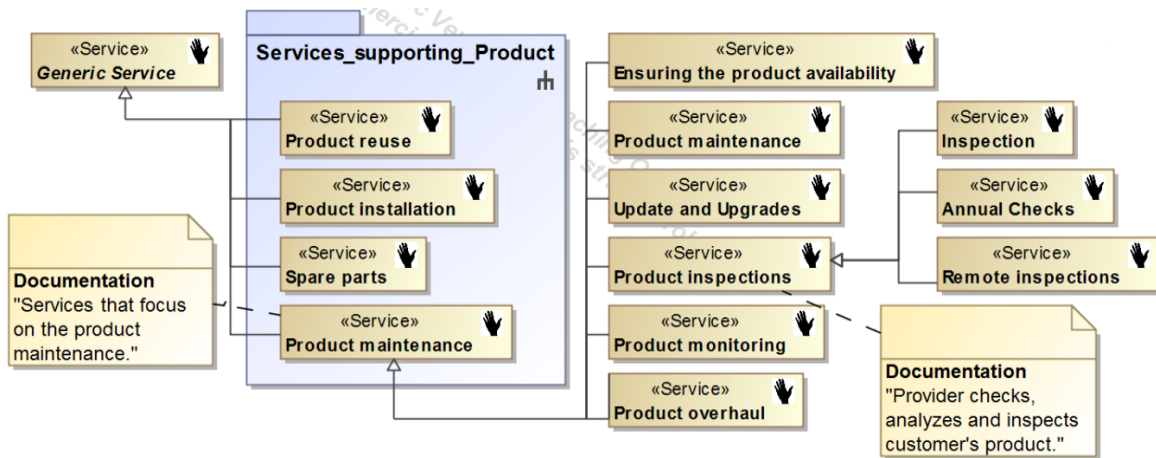 «Service»
Generic Service
Services_supporting_Product
«Service»
Product reuse
«Service»
Product installation
«Service»
Spare parts
«Service»
Product maintenance
Documentation
"Services that focus
on the product
maintenance."
«Service»
Ensuring the product availability
«Service»
Product maintenance
«Service»
Update and Upgrades
«Service»
Product inspections
«Service»
Product monitoring
«Service»
Product overhaul
«Service»
Inspection
«Service»
Annual Checks
«Service»
Remote inspections
Documentation
"Provider checks,
analyzes and inspects
customer's product."